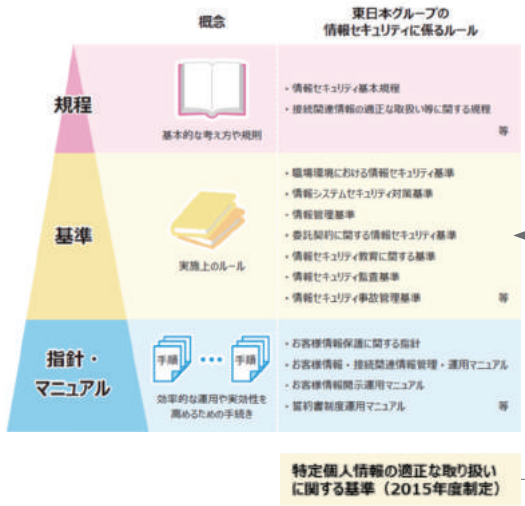 概念
東日本グループの
情報セキュリティに係るルール
規程
基本的な考え方や規則
・情報セキュリティ基本規程
・接続関連情報の適正な取扱い等に関する規程
等
基準
実施上のルール
・職場環境における情報セキュリティ基準
・情報システムセキュリティ対策基準
・情報管理基準
・委託契約に関する情報セキュリティ基準
・情報セキュリティ教育に関する基準
・情報セキュリティ監査基準
・情報セキュリティ事故管理基準 等
指針・
マニュアル
手順 ・・・ 手順
効率的な運用や実効性を
高めるための手続き
・お客様情報保護に関する指針
・お客様情報・接続関連情報管理・運用マニュアル
・お客様情報開示運用マニュアル
・誓約書制度運用マニュアル 等
特定個人情報の適正な取り扱い
に関する基準（2015年度制定）